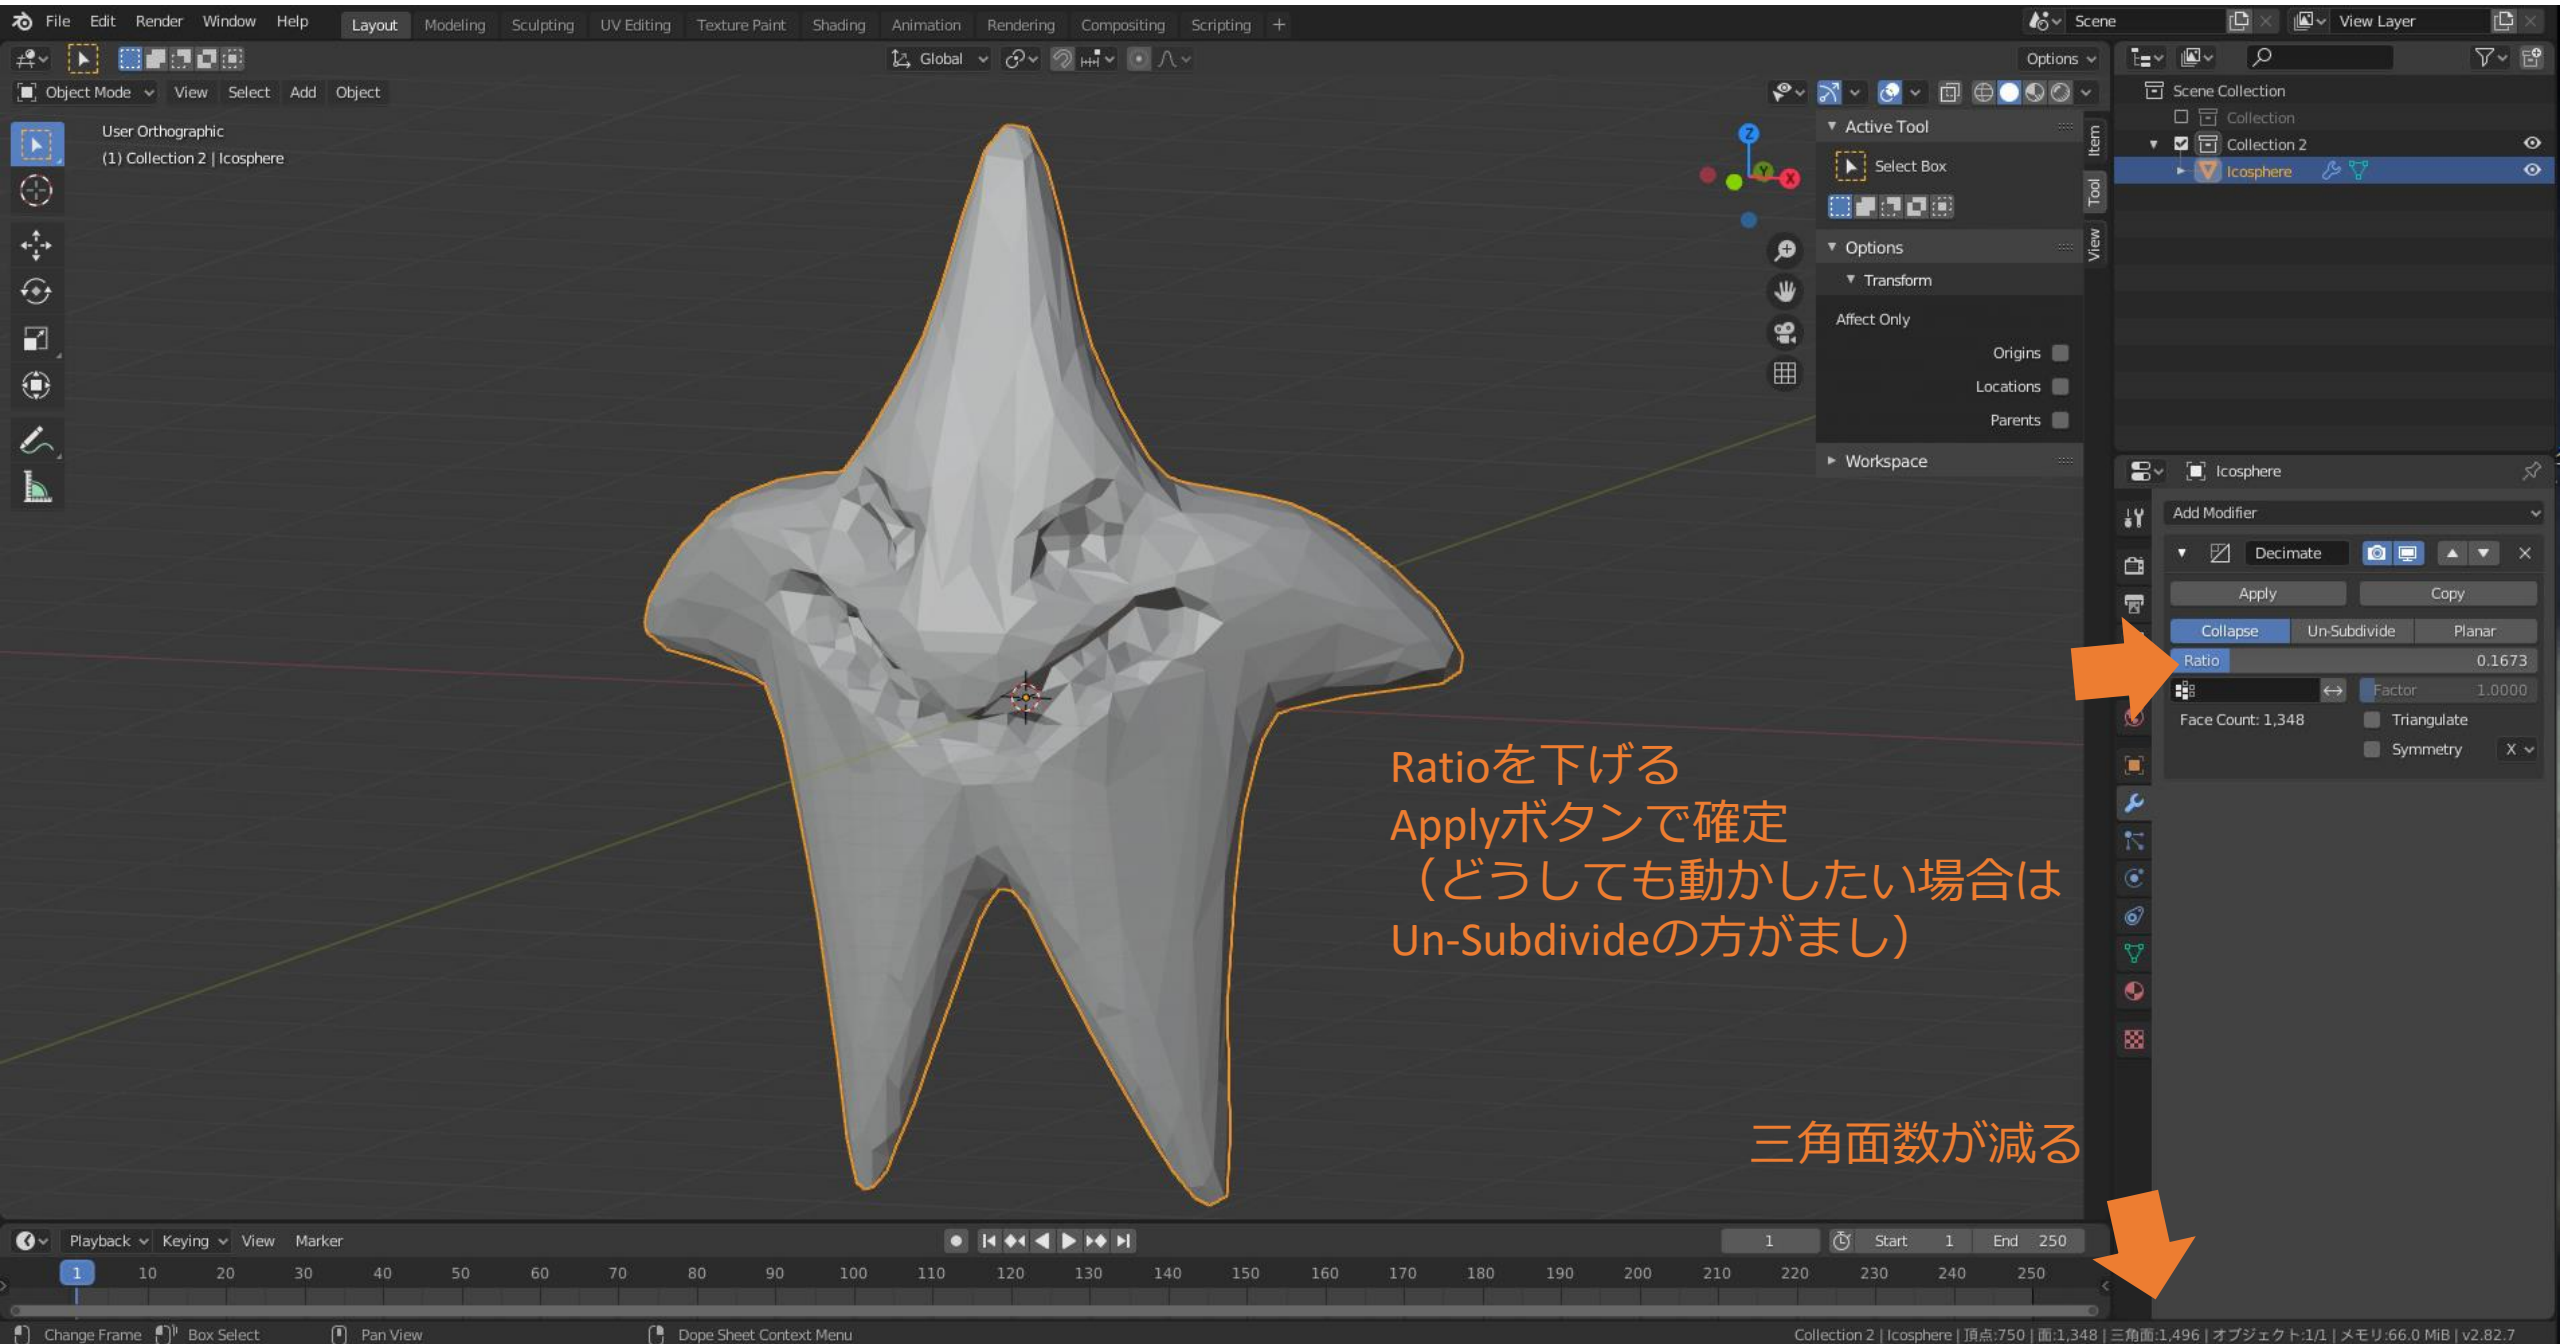 File Edit Render Window Help Layout Modeling Sculpting UV Editing Texture Paint Shading Animation Rendering Compositing Scripting + Scene View Layer
Global Options
Object Mode View Select Add Object
User Orthographic
(1) Collection 2 | Icosphere
Z
Y
X
Active Tool
Select Box
Options
Transform
Affect Only
Origins
Locations
Parents
Workspace
Item
Tool
View
Scene Collection
Collection
Collection 2
Icosphere
Icosphere
Add Modifier
Decimate
Apply Copy
Collapse Un-Subdivide Planar
Ratio 0.1673
Factor 1.0000
Face Count: 1,348 Triangulate
Symmetry X
Ratioを下げる
Applyボタンで確定
（どうしても動かしたい場合は
Un-Subdivideの方がまし）
三角面数が減る
Playback Keying View Marker 1 Start 1 End 250
1 10 20 30 40 50 60 70 80 90 100 110 120 130 140 150 160 170 180 190 200 210 220 230 240 250
Change Frame Box Select Pan View Dope Sheet Context Menu Collection 2 | Icosphere | 頂点:750 | 面:1,348 | 三角面:1,496 | オブジェクト:1/1 | メモリ:66.0 MiB | v2.82.7